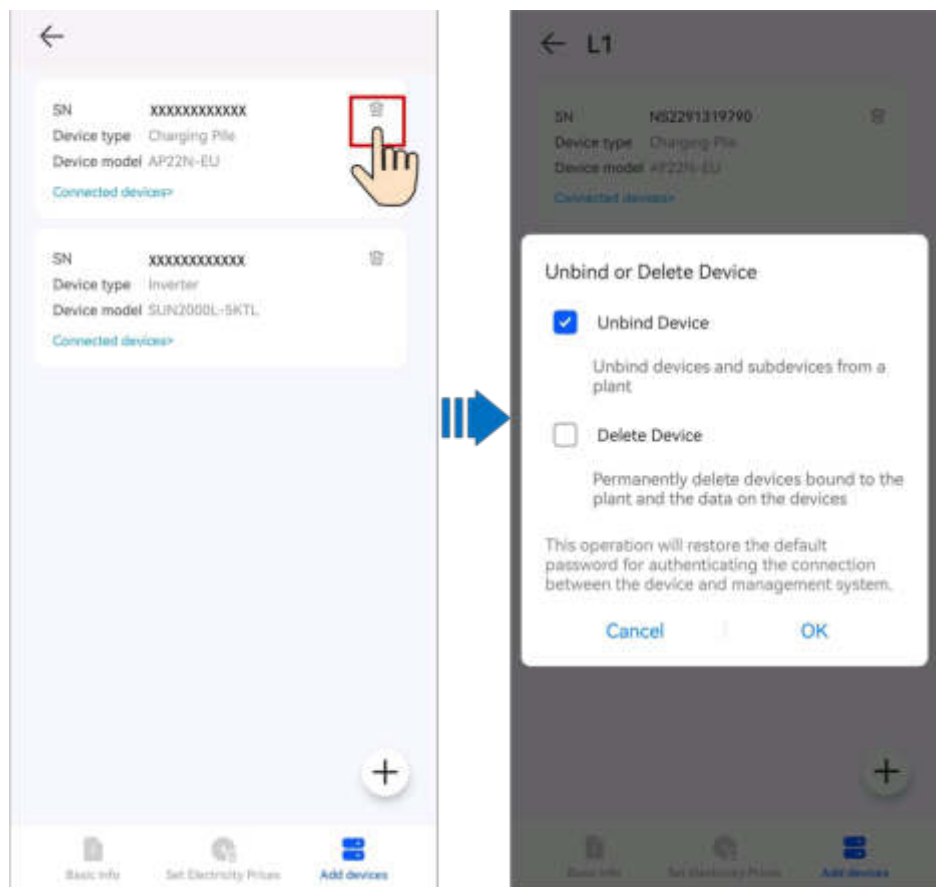 SN XXXXXXXXXXXX
Device type Charging Pile
Device model AP22N-EU
Connected devices>
SN XXXXXXXXXXXX
Device type Inverter
Device model SUN2000L-5KTL
Connected devices>
Basic Info
Set Electricity Prices
Add devices
L1
SN NS2291319790
Device type Charging Pile
Device model AP22N-EU
Connected devices>
Unbind or Delete Device
Unbind Device
Unbind devices and subdevices from a
plant
Delete Device
Permanently delete devices bound to the
plant and the data on the devices
This operation will restore the default
password for authenticating the connection
between the device and management system.
Cancel
OK
Basic Info
Set Electricity Prices
Add devices